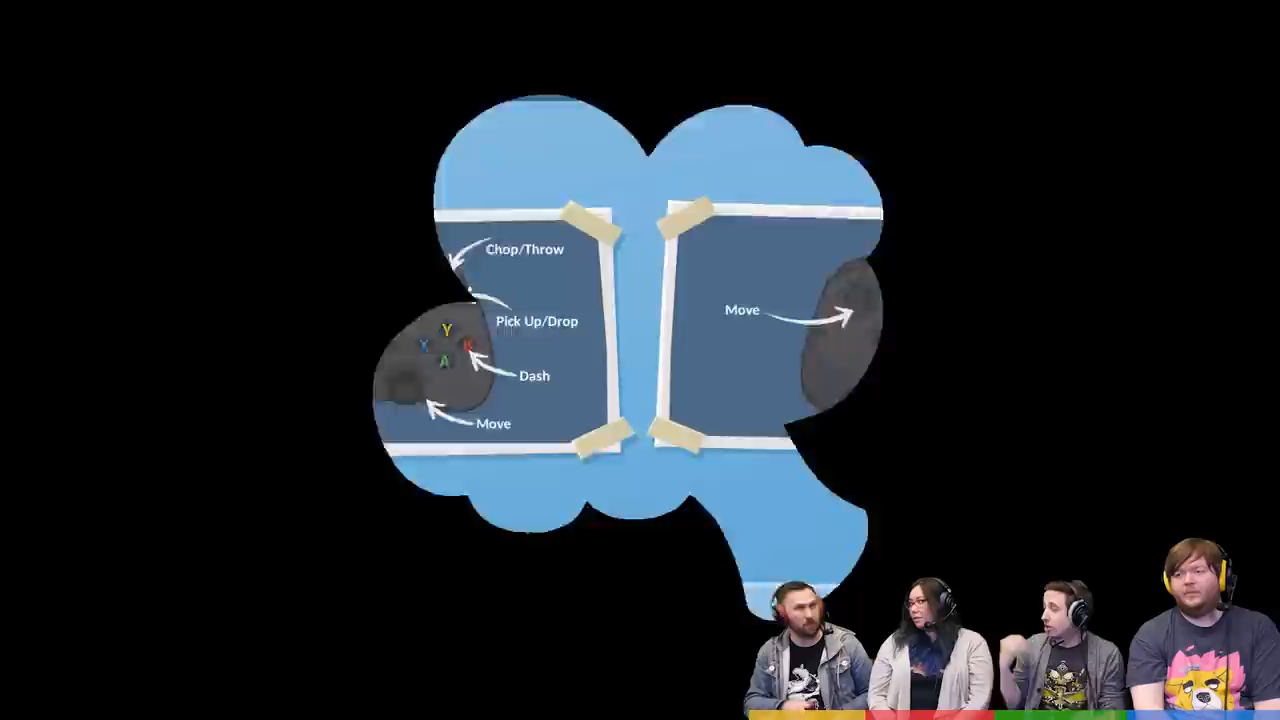 Chop/Throw
Pick Up/Drop
Y
X
A
Dash
Move
Move